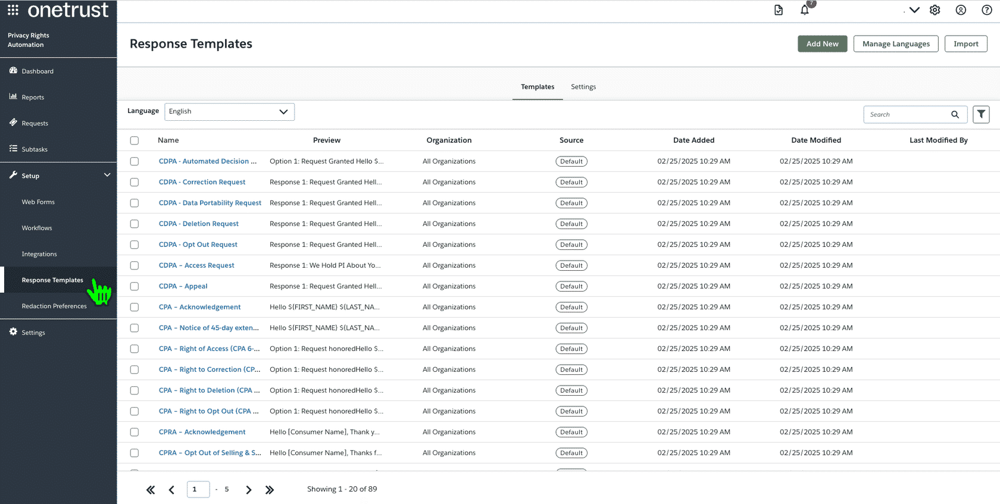 onetrust
7
.
Privacy Rights
Automation
Dashboard
Reports
Requests
Subtasks
Setup
Web Forms
Workflows
Integrations
Response Templates
Redaction Preferences
Settings
Response Templates
Add New
Manage Languages
Import
Templates
Settings
Language
English
Search
Name Preview Organization Source Date Added Date Modified Last Modified By
CDPA - Automated Decision ... Option 1: Request Granted Hello $... All Organizations Default 02/25/2025 10:29 AM 02/25/2025 10:29 AM
CDPA - Correction Request Response 1: Request Granted Hell... All Organizations Default 02/25/2025 10:29 AM 02/25/2025 10:29 AM
CDPA - Data Portability Request Response 1: Request Granted Hell... All Organizations Default 02/25/2025 10:29 AM 02/25/2025 10:29 AM
CDPA - Deletion Request Response 1: Request Granted Hell... All Organizations Default 02/25/2025 10:29 AM 02/25/2025 10:29 AM
CDPA - Opt Out Request Response 1: Request Granted Hell... All Organizations Default 02/25/2025 10:29 AM 02/25/2025 10:29 AM
CDPA – Access Request Response 1: We Hold PI About Yo... All Organizations Default 02/25/2025 10:29 AM 02/25/2025 10:29 AM
CDPA – Appeal Response 1: Request Granted Hell... All Organizations Default 02/25/2025 10:29 AM 02/25/2025 10:29 AM
CPA – Acknowledgement Hello ${FIRST_NAME} ${LAST_NA... All Organizations Default 02/25/2025 10:29 AM 02/25/2025 10:29 AM
CPA – Notice of 45-day exten... Hello ${FIRST_NAME} ${LAST_NA... All Organizations Default 02/25/2025 10:29 AM 02/25/2025 10:29 AM
CPA – Right of Access (CPA 6-... Option 1: Request honoredHello $... All Organizations Default 02/25/2025 10:29 AM 02/25/2025 10:29 AM
CPA – Right to Correction (CP... Option 1: Request honoredHello $... All Organizations Default 02/25/2025 10:29 AM 02/25/2025 10:29 AM
CPA – Right to Deletion (CPA ... Option 1: Request honoredHello $... All Organizations Default 02/25/2025 10:29 AM 02/25/2025 10:29 AM
CPA – Right to Opt Out (CPA ... Option 1: Request honoredHello $... All Organizations Default 02/25/2025 10:29 AM 02/25/2025 10:29 AM
CPRA – Acknowledgement Hello [Consumer Name], Thank y... All Organizations Default 02/25/2025 10:29 AM 02/25/2025 10:29 AM
CPRA – Opt Out of Selling & S... Hello [Consumer Name], Thanks f... All Organizations Default 02/25/2025 10:29 AM 02/25/2025 10:29 AM
1 - 5 Showing 1 - 20 of 89